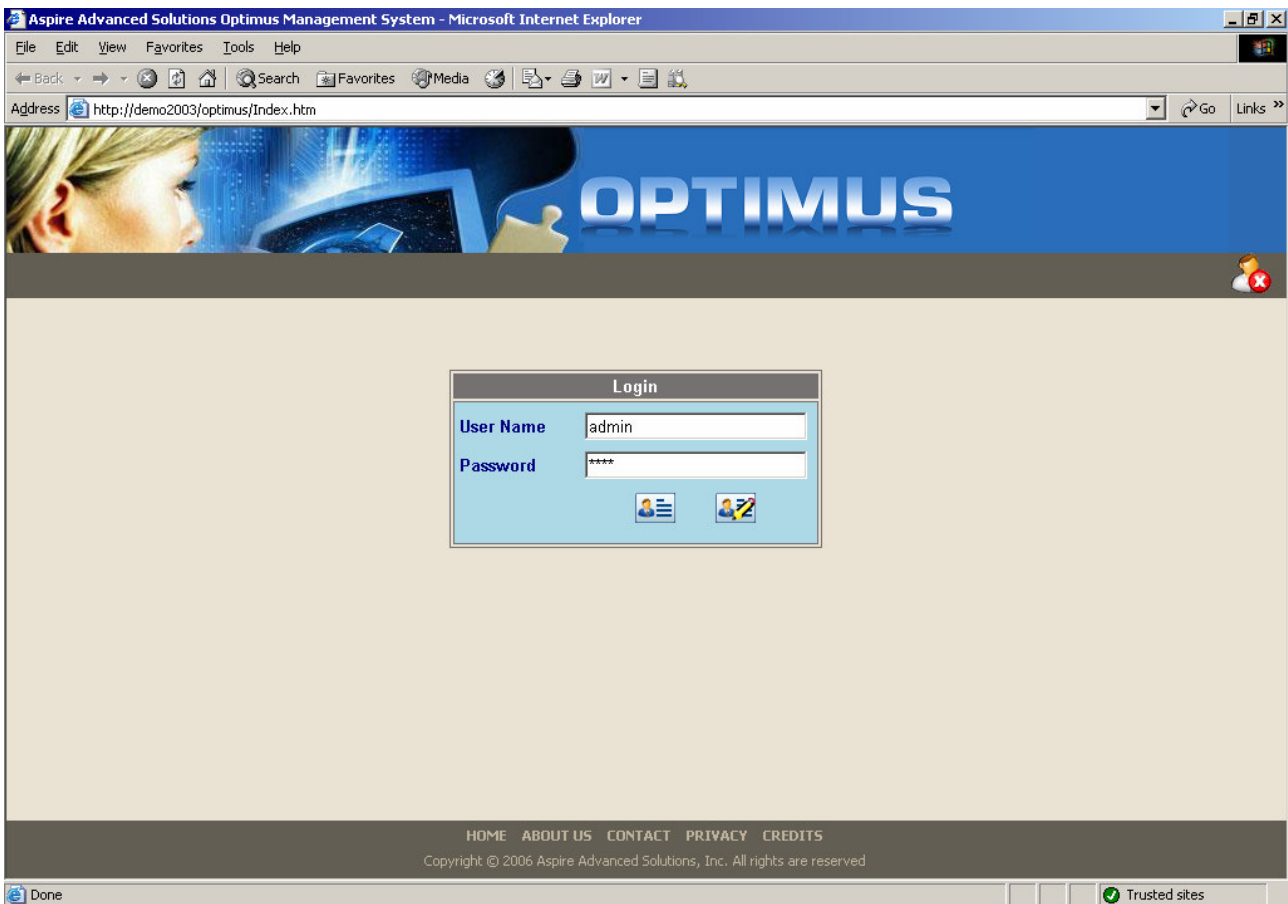 Aspire Advanced Solutions Optimus Management System - Microsoft Internet Explorer
File Edit View Favorites Tools Help
Back Search Favorites Media
Address http://demo2003/optimus/Index.htm Go Links »
OPTIMUS
Login
User Name admin
Password ****
HOME ABOUT US CONTACT PRIVACY CREDITS
Copyright © 2006 Aspire Advanced Solutions, Inc. All rights are reserved
Done Trusted sites